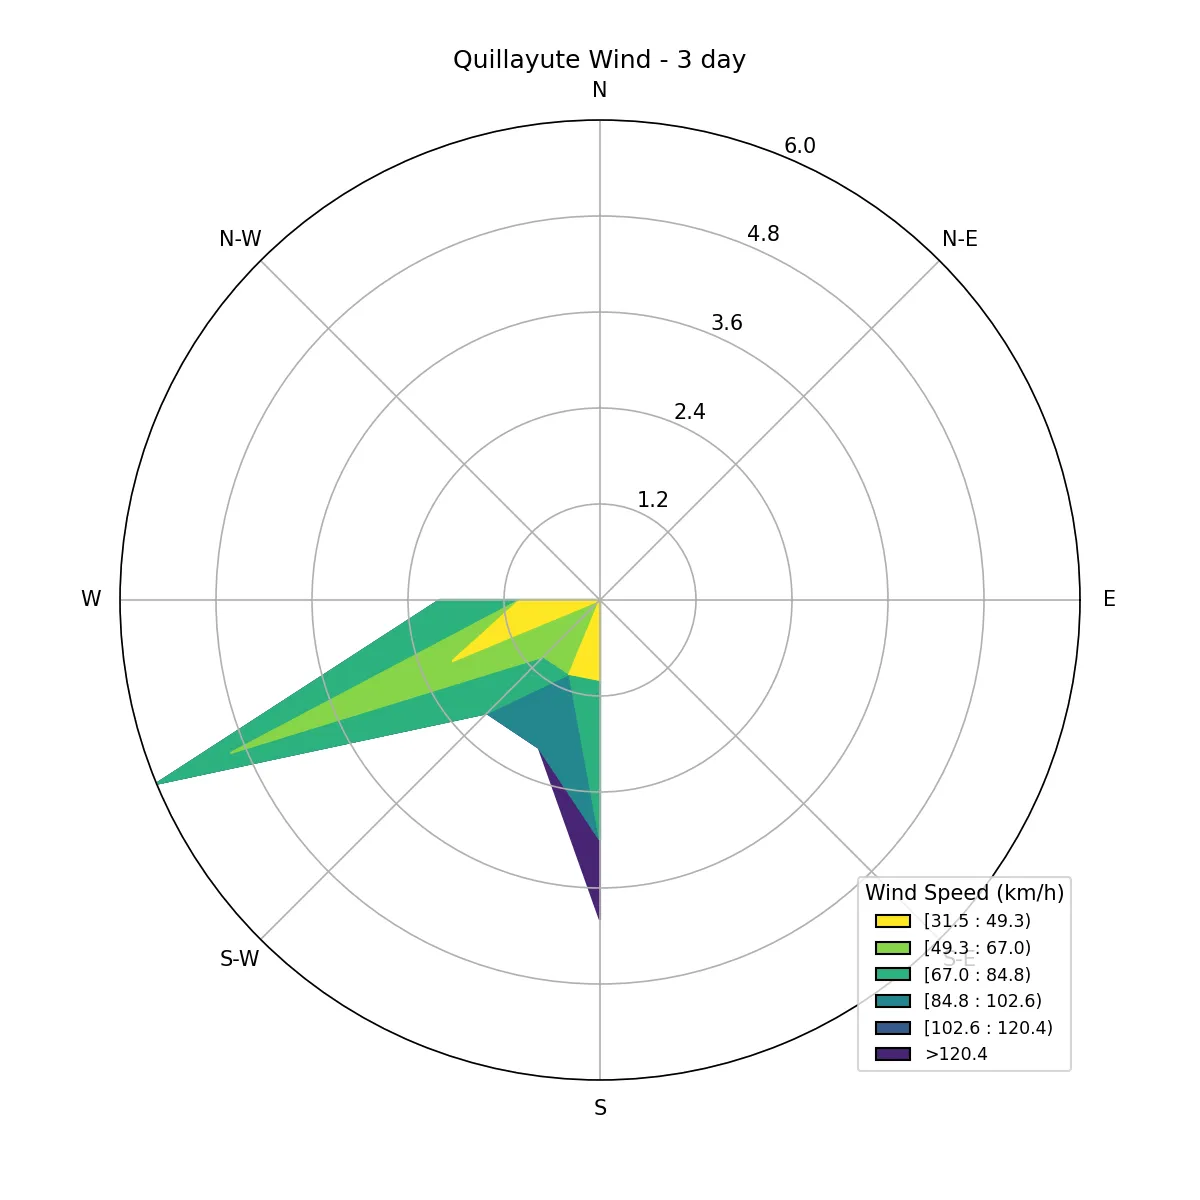 Quillayute Wind - 3 day
N
6.0
N-W
N-E
4.8
3.6
2.4
1.2
W
E
S-W
S-E
Wind Speed (km/h)
[31.5 : 49.3)
[49.3 : 67.0)
[67.0 : 84.8)
[84.8 : 102.6)
[102.6 : 120.4)
>120.4
S